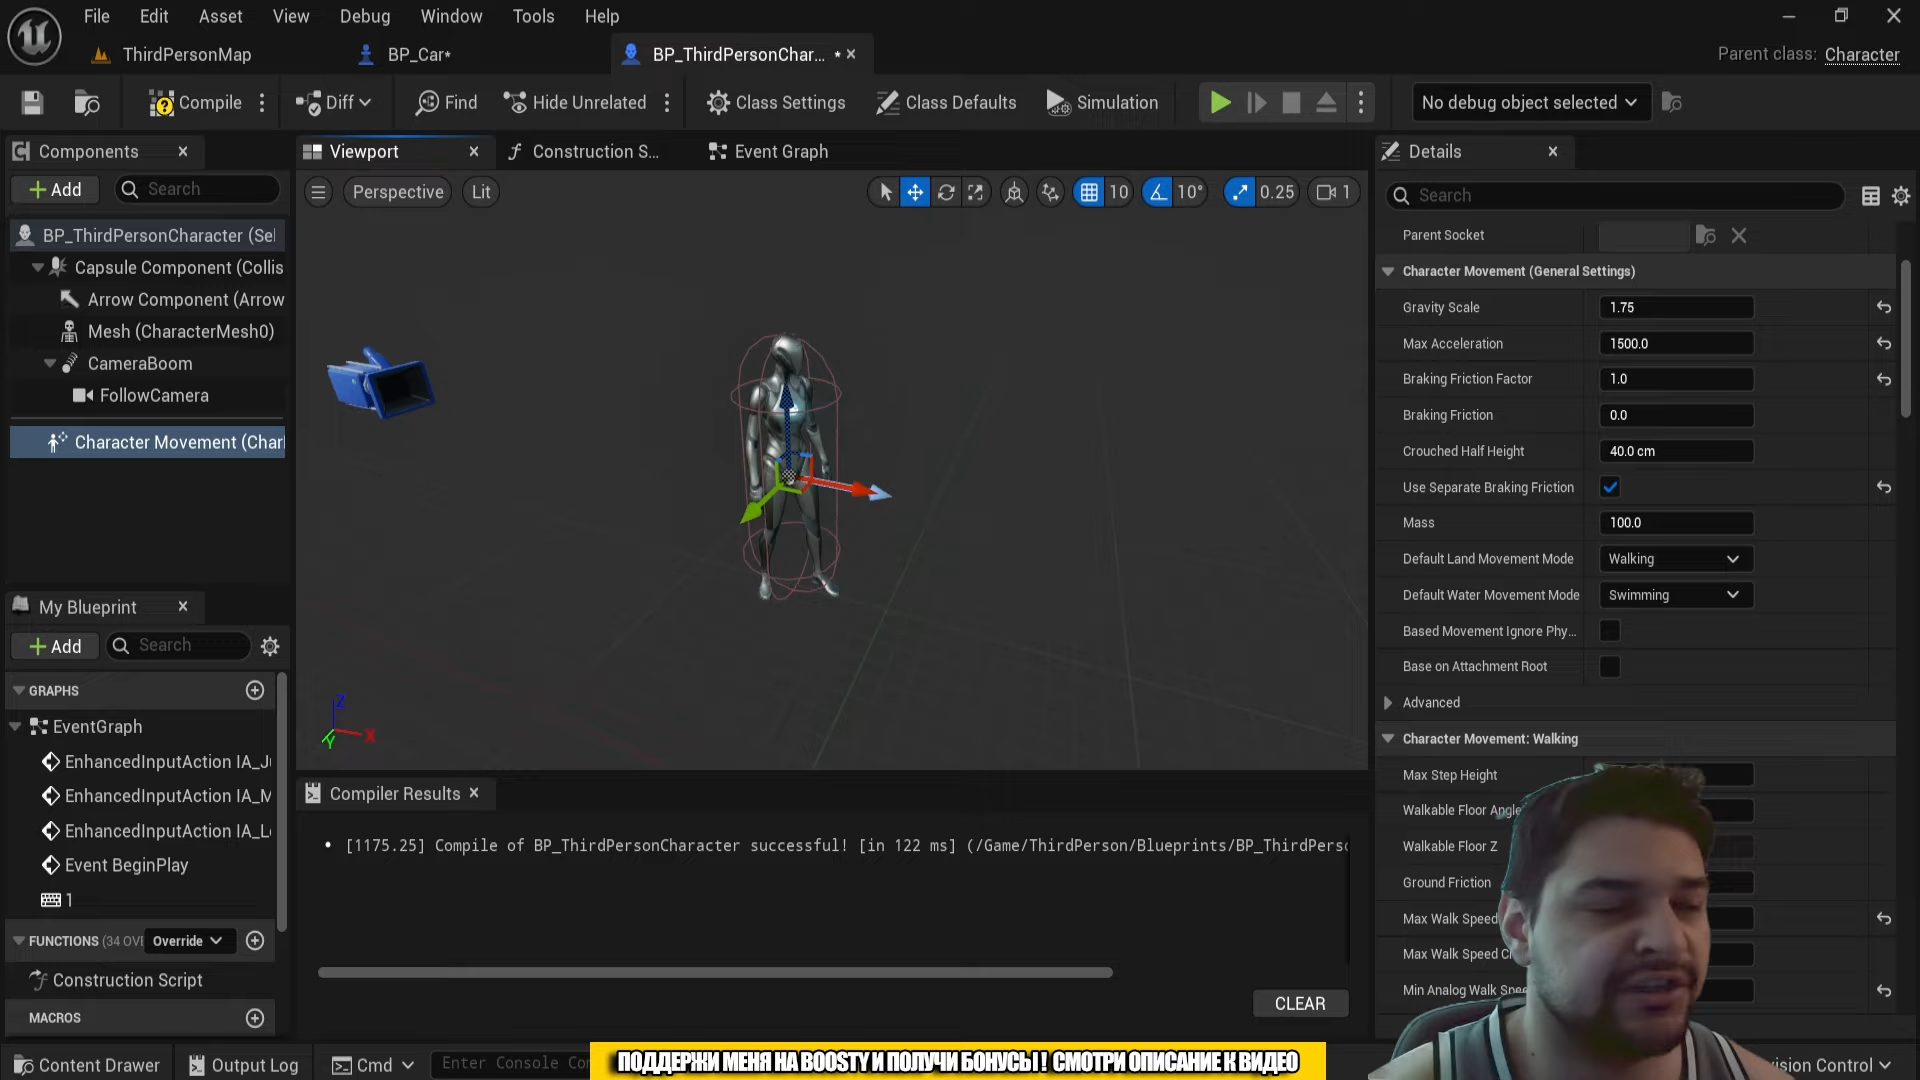 File Edit Asset View Debug Window Tools Help
ThirdPersonMap
BP_Car*
BP_ThirdPersonChar... *
Parent class: Character
Compile
Diff
Find
Hide Unrelated
Class Settings
Class Defaults
Simulation
No debug object selected
Components
Viewport
Construction S...
Event Graph
Details
Add
Search
Perspective
Lit
10
10°
0.25
1
Search
BP_ThirdPersonCharacter (Sel
Capsule Component (Collis
Arrow Component (Arrow
Mesh (CharacterMesh0)
CameraBoom
FollowCamera
Character Movement (Char
Parent Socket
Character Movement (General Settings)
Gravity Scale 1.75
Max Acceleration 1500.0
Braking Friction Factor 1.0
Braking Friction 0.0
Crouched Half Height 40.0 cm
Use Separate Braking Friction
Mass 100.0
Default Land Movement Mode Walking
Default Water Movement Mode Swimming
Based Movement Ignore Phy...
Base on Attachment Root
Advanced
Character Movement: Walking
Max Step Height
Walkable Floor Angle
Walkable Floor Z
Ground Friction
Max Walk Speed
Max Walk Speed C
Min Analog Walk Spee
My Blueprint
Add
Search
GRAPHS
EventGraph
EnhancedInputAction IA_J
EnhancedInputAction IA_M
EnhancedInputAction IA_L
Event BeginPlay
1
FUNCTIONS (34 OVE Override
Construction Script
MACROS
X
Y
Z
Compiler Results
• [1175.25] Compile of BP_ThirdPersonCharacter successful! [in 122 ms] (/Game/ThirdPerson/Blueprints/BP_ThirdPerso
CLEAR
Content Drawer
Output Log
Cmd
Enter Console Co
ПОДДЕРЖИ МЕНЯ НА BOOSTY И ПОЛУЧИ БОНУСЫ! СМОТРИ ОПИСАНИЕ К ВИДЕО
ision Control